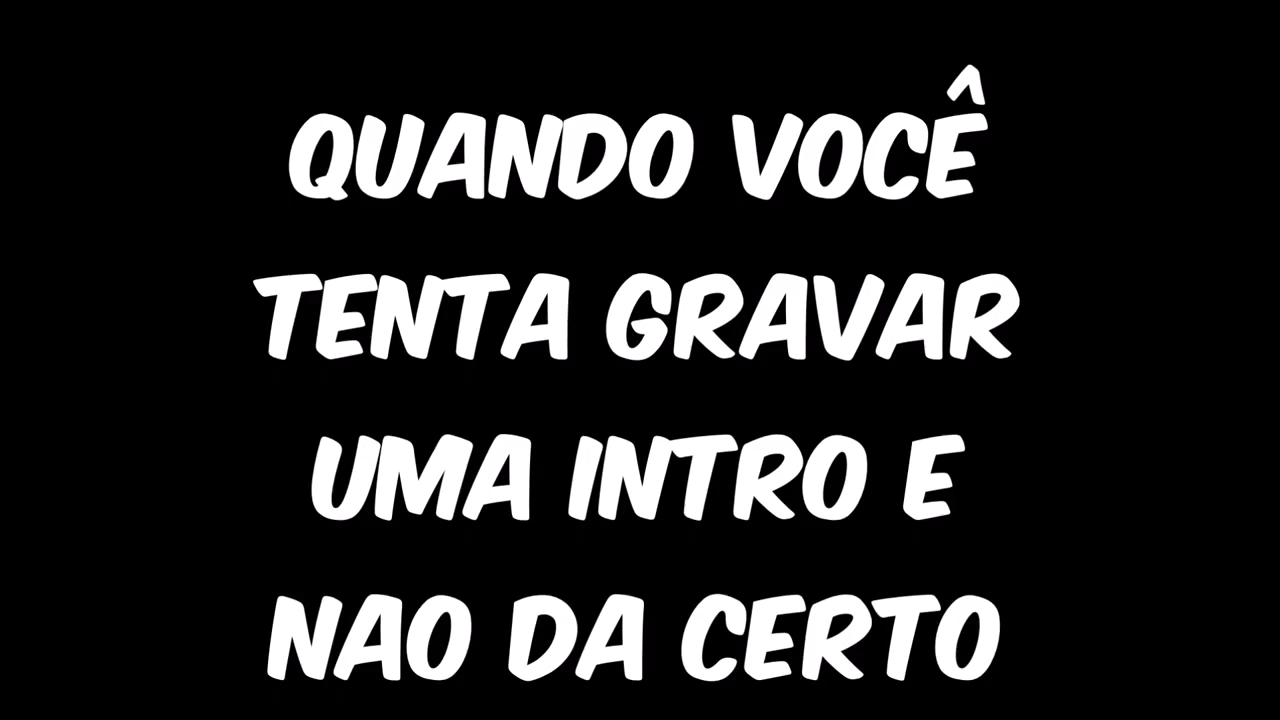 QUANDO VOCÊ
TENTA GRAVAR
UMA INTRO E
NAO DA CERTO